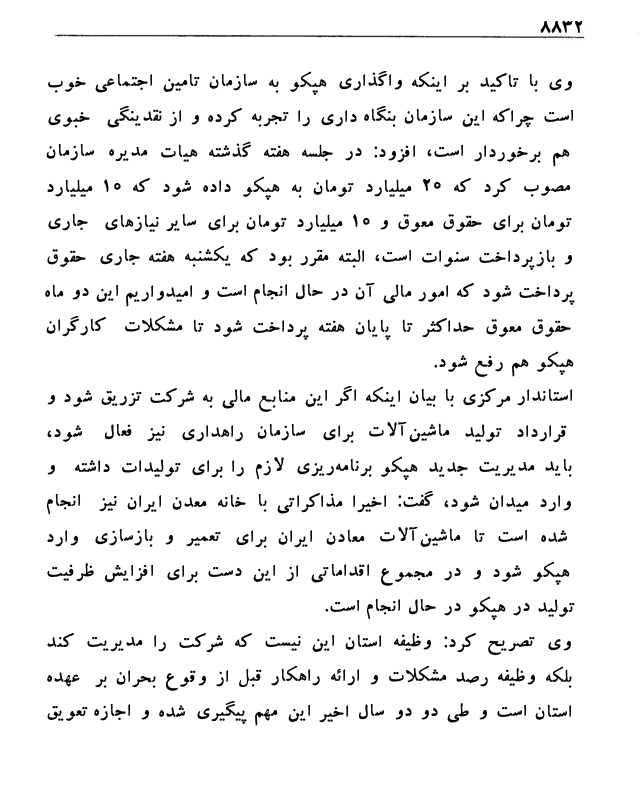 ۸۸۳۲
وی با تاکید بر اینکه واگذاری هپکو به سازمان تامین اجتماعی خوب
است چراکه این سازمان بنگاه داری را تجربه کرده و از نقدینگی خبوی
هم برخوردار است، افزود: در جلسه هفته گذشته هیات مدیره سازمان
مصوب کرد که ۲۰ میلیارد تومان به هپکو داده شود که ۱۰ میلیارد
تومان برای حقوق معوق و ۱۰ میلیارد تومان برای سایر نیازهای جاری
و بازپرداخت سنوات است، البته مقرر بود که یکشنبه هفته جاری حقوق
پرداخت شود که امور مالی آن در حال انجام است و امیدواریم این دو ماه
حقوق معوق حداکثر تا پایان هفته پرداخت شود تا مشکلات کارگران
هپکو هم رفع شود.
استاندار مرکزی با بیان اینکه اگر این منابع مالی به شرکت تزریق شود و
قرارداد تولید ماشین‌آلات برای سازمان راهداری نیز فعال شود،
باید مدیریت جدید هپکو برنامه‌ریزی لازم را برای تولیدات داشته و
وارد میدان شود، گفت: اخیرا مذاکراتی با خانه معدن ایران نیز انجام
شده است تا ماشین‌آلات معادن ایران برای تعمیر و بازسازی وارد
هپکو شود و در مجموع اقداماتی از این دست برای افزایش ظرفیت
تولید در هپکو در حال انجام است.
وی تصریح کرد: وظیفه استان این نیست که شرکت را مدیریت کند
بلکه وظیفه رصد مشکلات و ارائه راهکار قبل از وقوع بحران بر عهده
استان است و طی دو دو سال اخیر این مهم پیگیری شده و اجازه تعویق